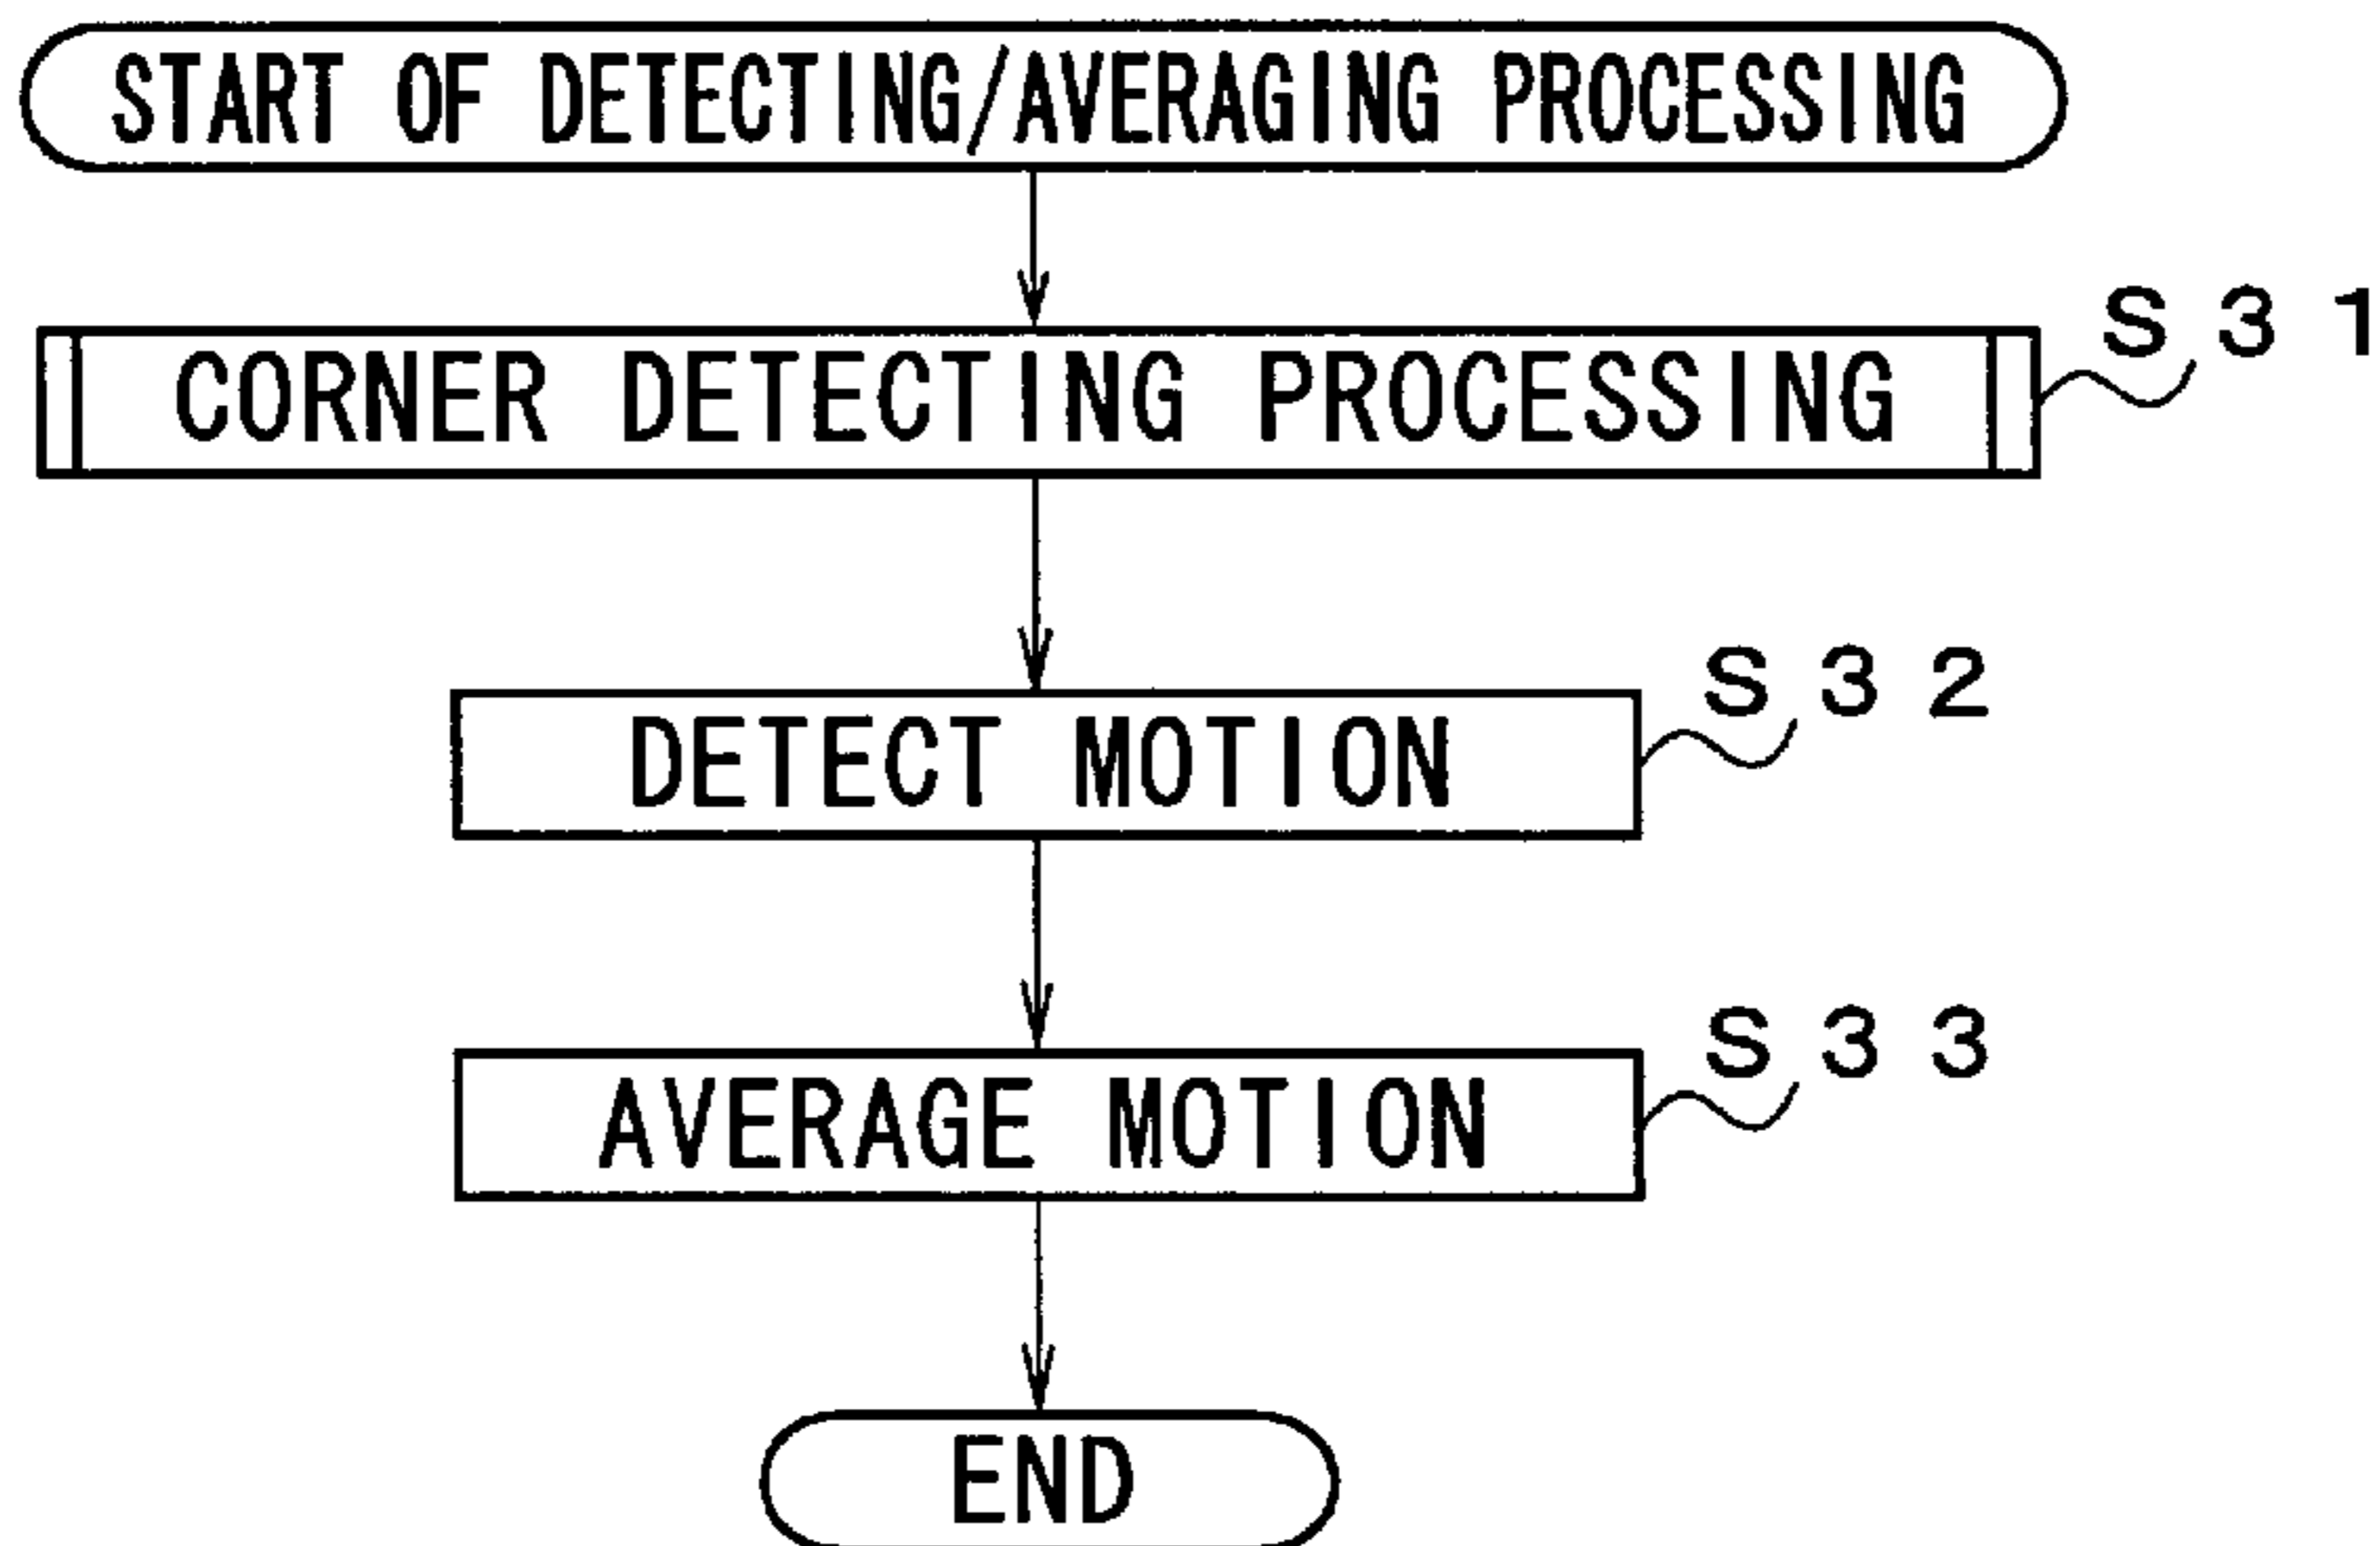 START OF DETECTING/AVERAGING PROCESSING
S31
CORNER DETECTING PROCESSING
S32
DETECT MOTION
S33
AVERAGE MOTION
END